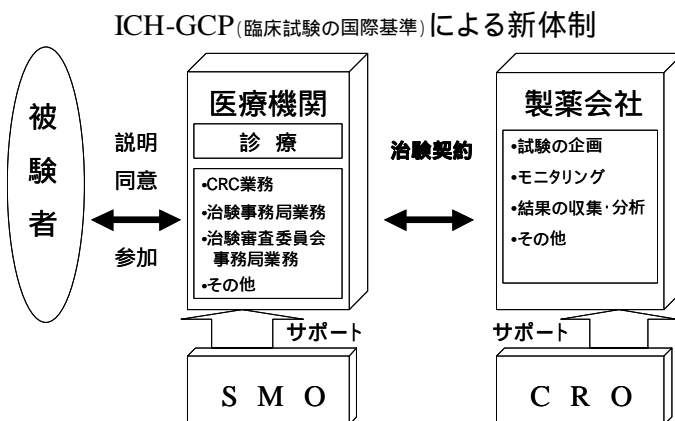 ICH-GCP(臨床試験の国際基準)による新体制
被験者
説明
同意
参加
医療機関
診療
•CRC業務
•治験事務局業務
•治験審査委員会
事務局業務
•その他
治験契約
製薬会社
•試験の企画
•モニタリング
•結果の収集・分析
•その他
サポート
サポート
S M O
C R O